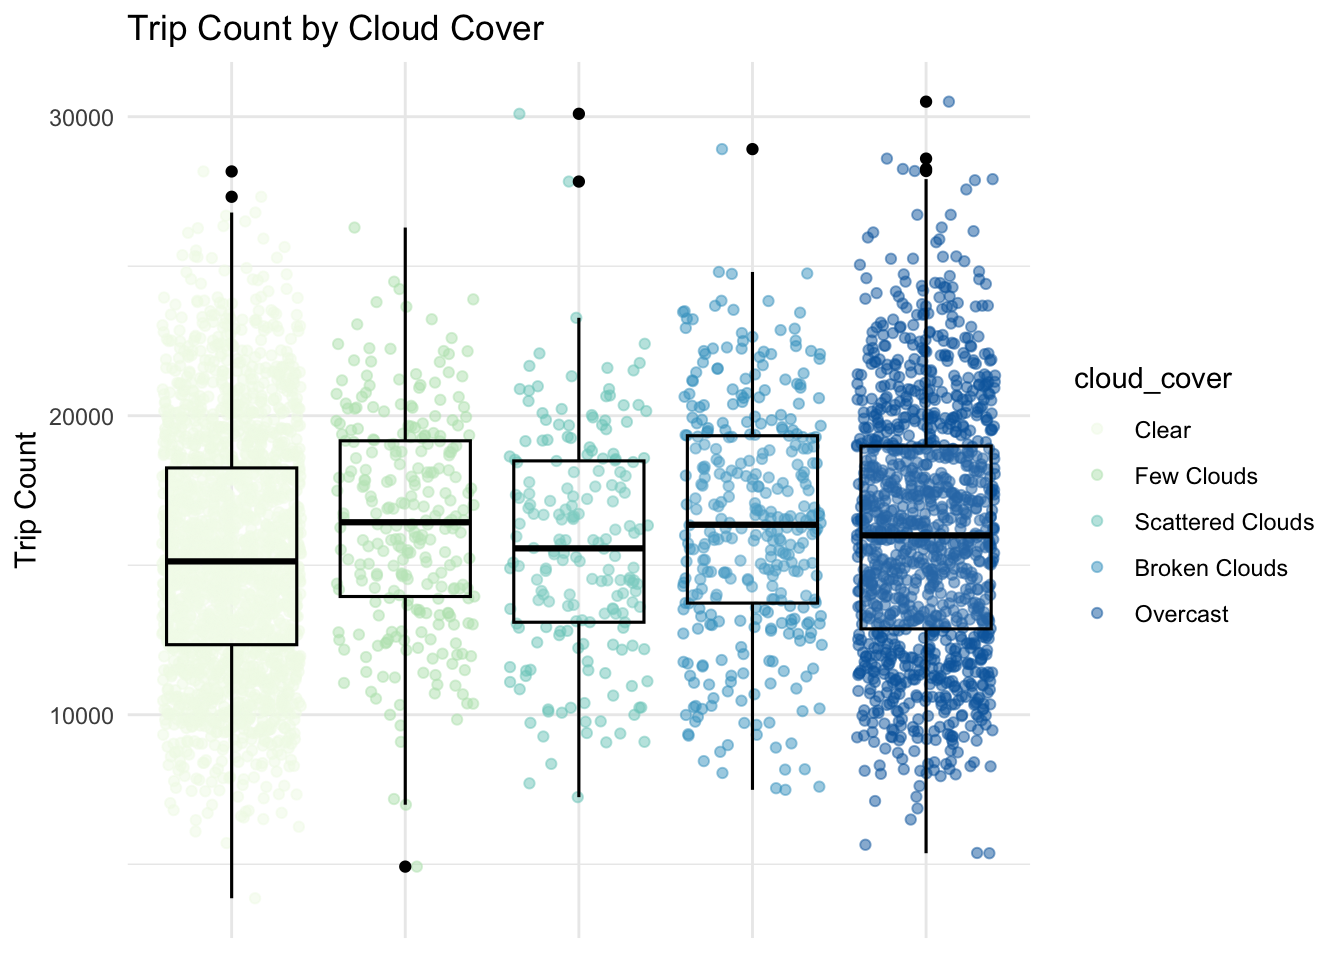 Trip Count by Cloud Cover
30000
20000
10000
Trip Count
cloud_cover
Clear
Few Clouds
Scattered Clouds
Broken Clouds
Overcast